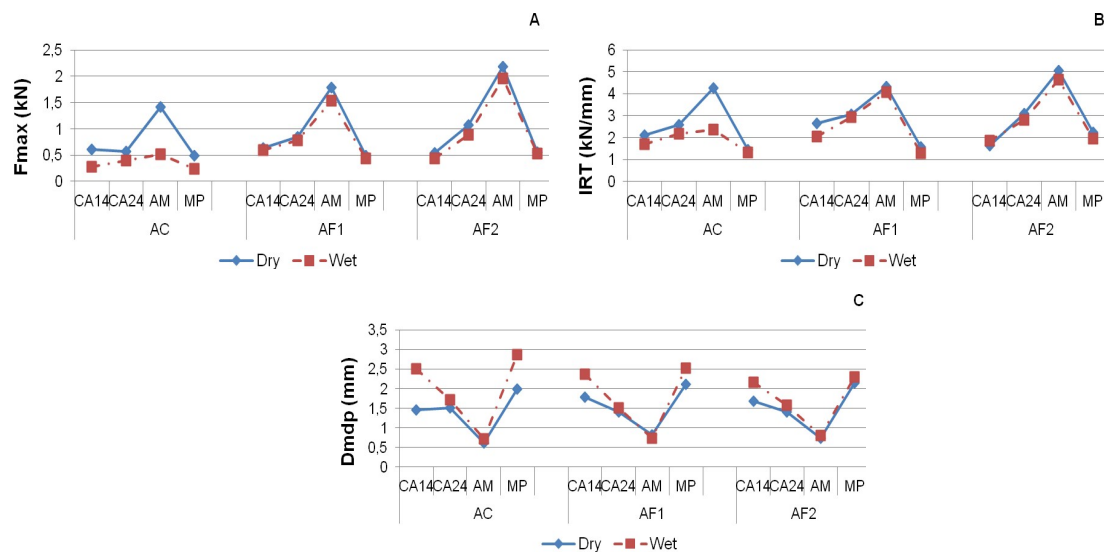 A
Fmax (kN)
2,5
2
1,5
1
0,5
0
CA14 CA24 AM MP CA14 CA24 AM MP CA14 CA24 AM MP
AC AF1 AF2
Dry Wet
B
IRT (kN/mm)
6
5
4
3
2
1
0
CA14 CA24 AM MP CA14 CA24 AM MP CA14 CA24 AM MP
AC AF1 AF2
Dry Wet
C
Dmdp (mm)
3,5
3
2,5
2
1,5
1
0,5
0
CA14 CA24 AM MP CA14 CA24 AM MP CA14 CA24 AM MP
AC AF1 AF2
Dry Wet